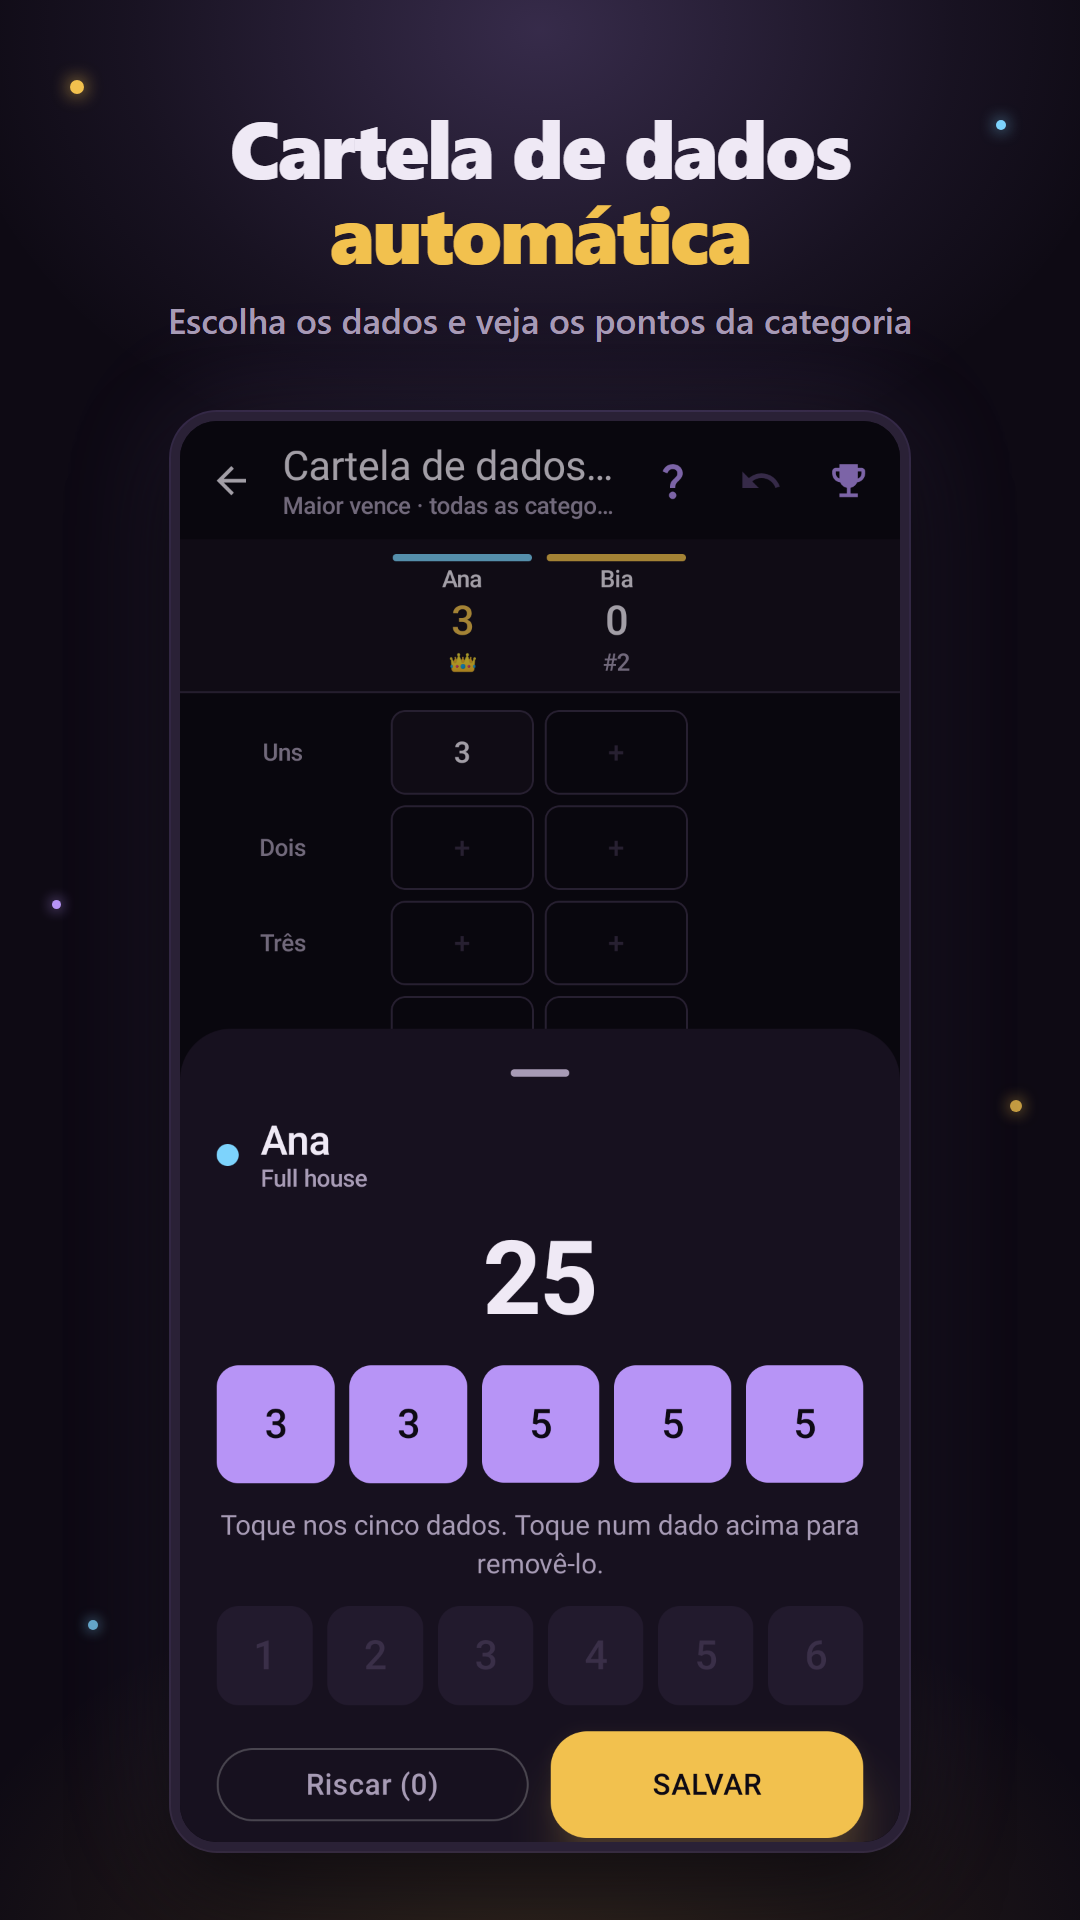 Cartela de dados
automática
Escolha os dados e veja os pontos da categoria
Cartela de dados...
Maior vence · todas as catego...
?
Ana
Bia
3
0
#2
Uns
3
+
Dois
+
+
Três
+
+
Ana
Full house
25
3 3 5 5 5
Toque nos cinco dados. Toque num dado acima para
removê-lo.
1 2 3 4 5 6
Riscar (0)
SALVAR